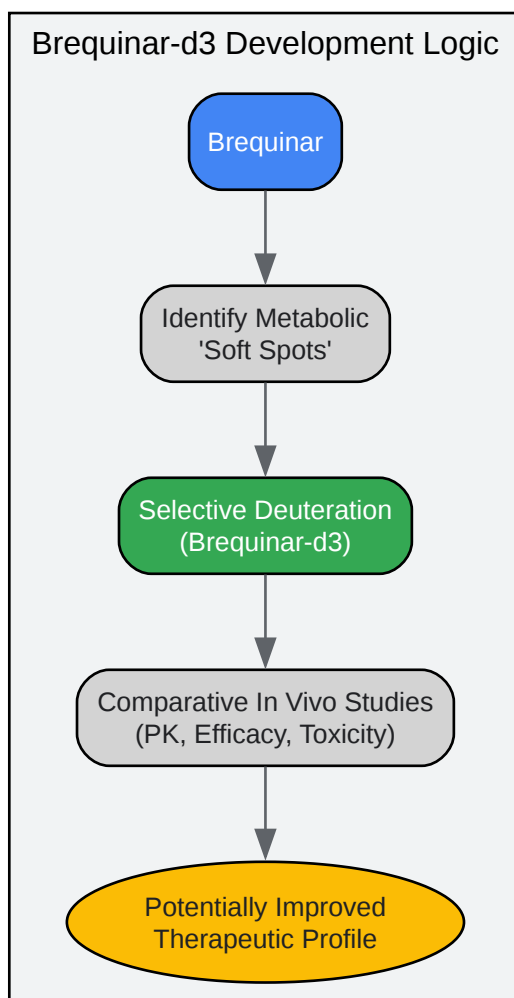 Brequinar-d3 Development Logic
Brequinar
Identify Metabolic
'Soft Spots'
Selective Deuteration
(Brequinar-d3)
Comparative In Vivo Studies
(PK, Efficacy, Toxicity)
Potentially Improved
Therapeutic Profile